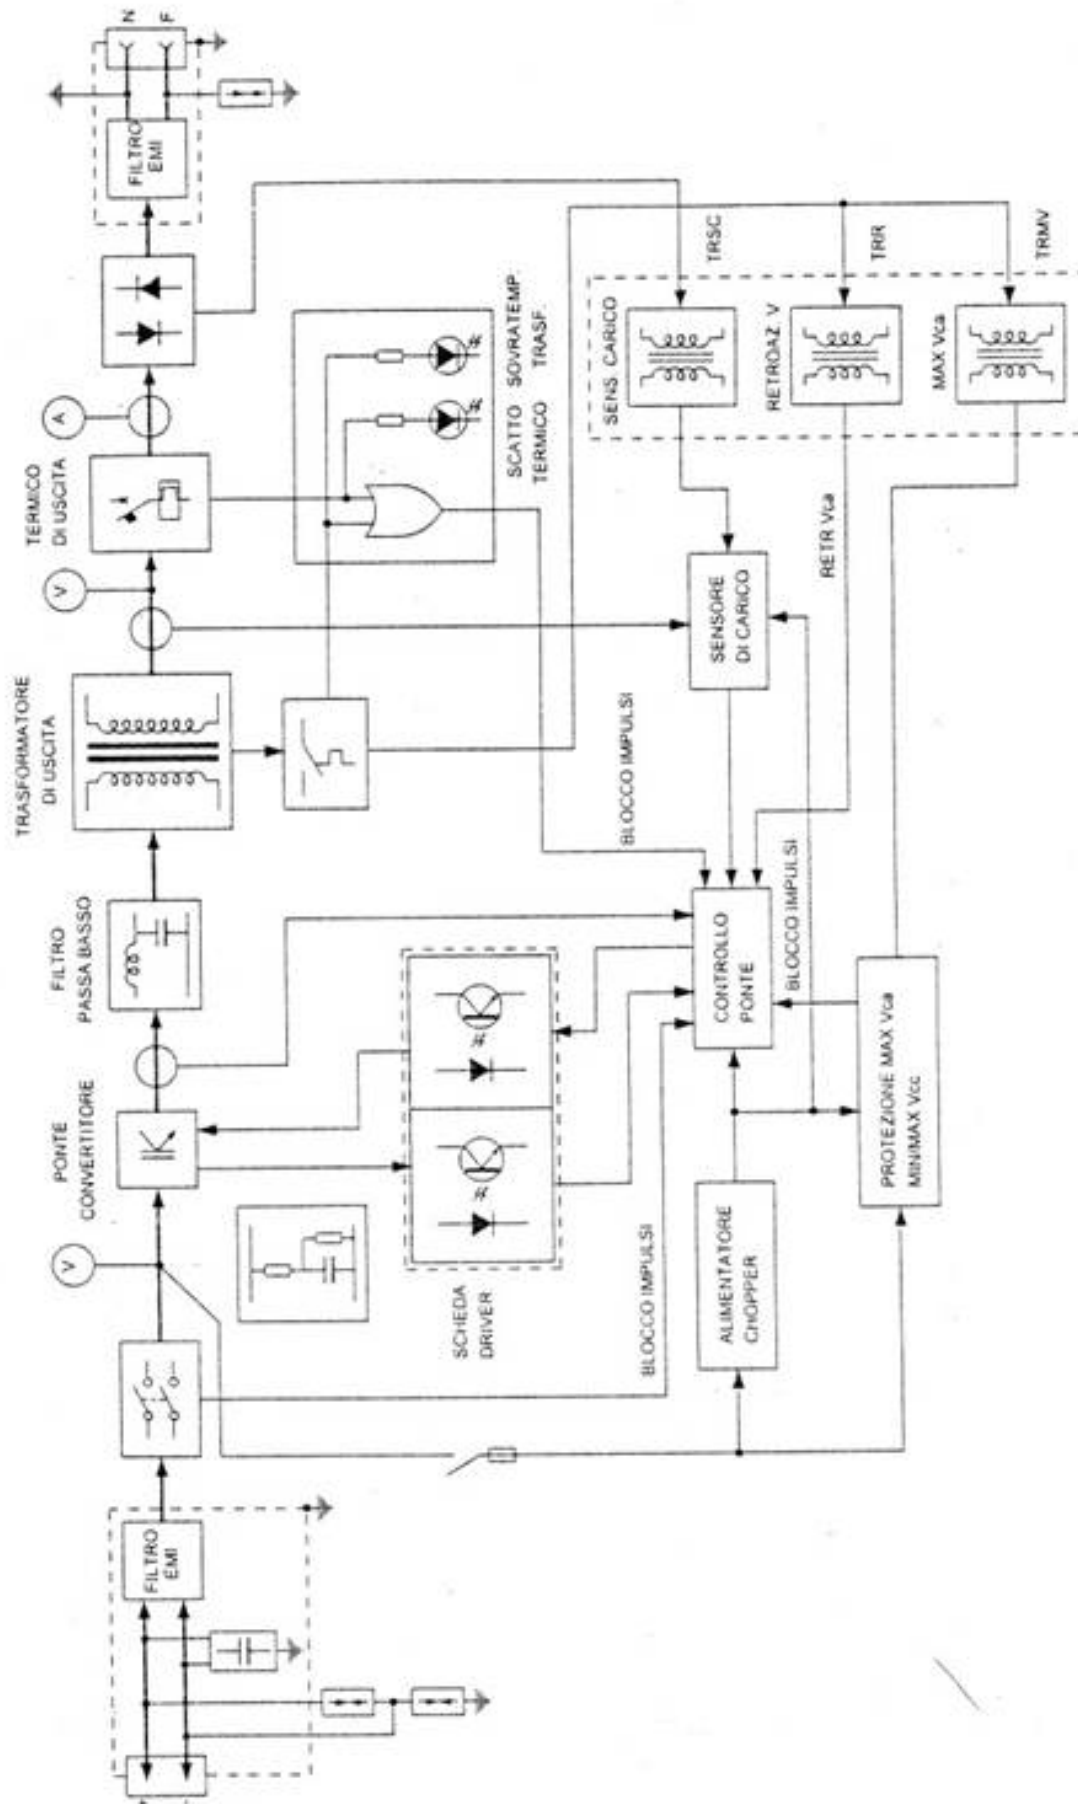 FILTRO
EMI
V
PONTE
CONVERTITORE
FILTRO
PASSA BASSO
TRASFORMATORE
DI USCITA
V
TERMICO
DI USCITA
A
FILTRO
EMI
N
F
SCHEDA
DRIVER
SCATTO SOVRATEMP.
TERMICO TRASF.
BLOCCO IMPULSI
BLOCCO IMPULSI
ALIMENTATORE
CHOPPER
CONTROLLO
PONTE
BLOCCO IMPULSI
SENSORE
DI CARICO
RETR Vca
SENS CARICO
TRSC
RETROAZ V
TRR
MAX Vca
TRMV
PROTEZIONE MAX Vca
MIN/MAX Vcc